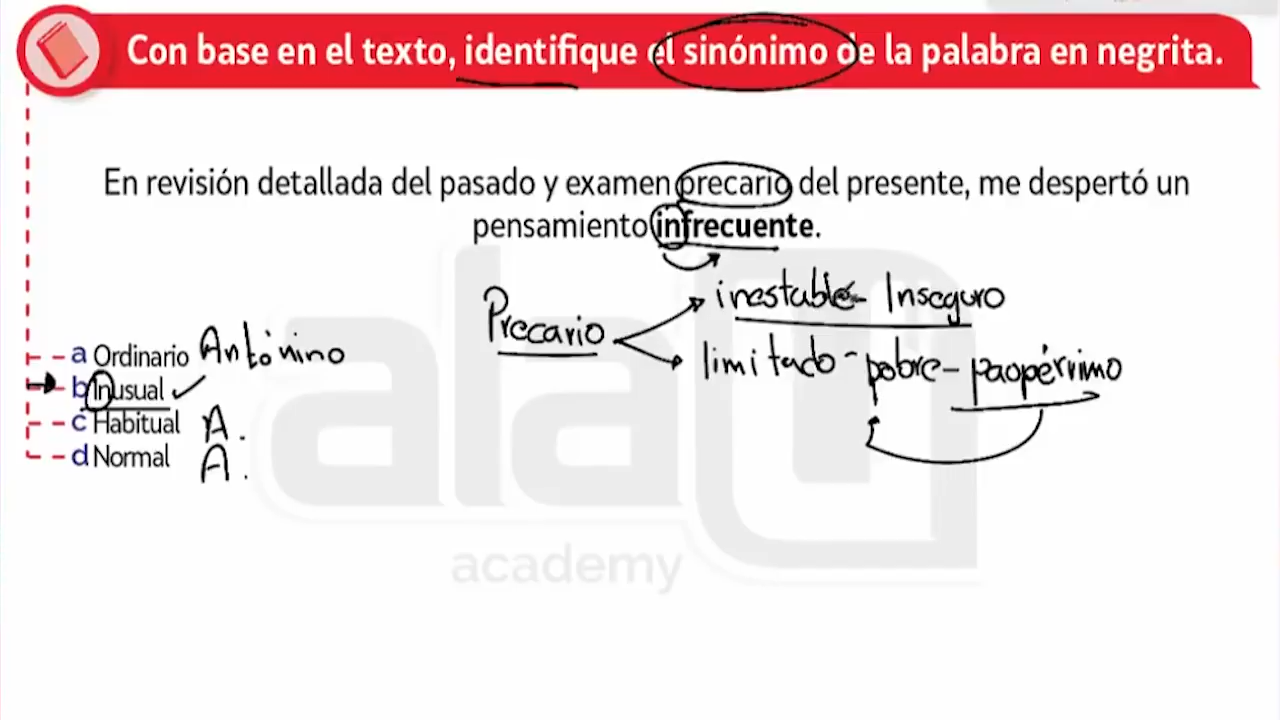 Con base en el texto, identifique el sinónimo de la palabra en negrita.
En revisión detallada del pasado y examen precario del presente, me despertó un
pensamiento infrecuente.
Precario
inestable - Inseguro
limitado - pobre - paopérrimo
a Ordinario Antónino
b Inusual
c Habitual A.
d Normal A.
alau
academy